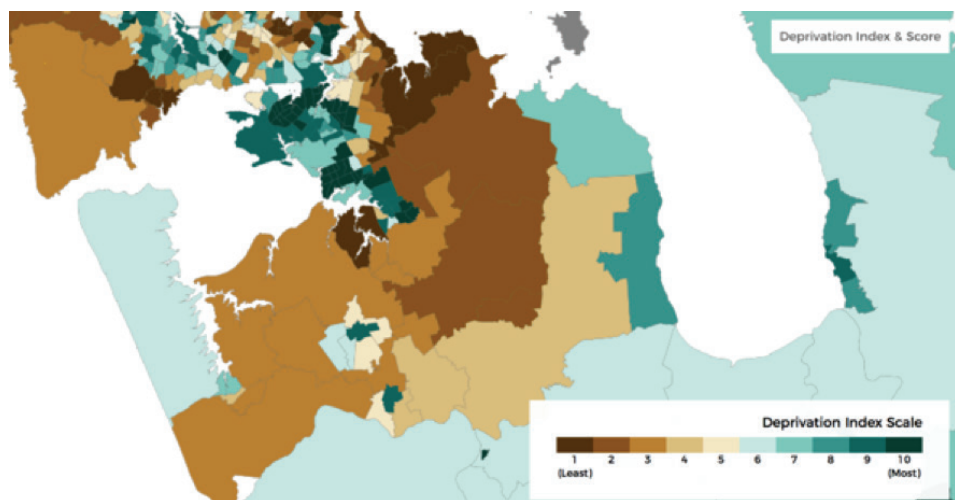 Deprivation Index & Score
Deprivation Index Scale
1 2 3 4 5 6 7 8 9 10
(Least) (Most)